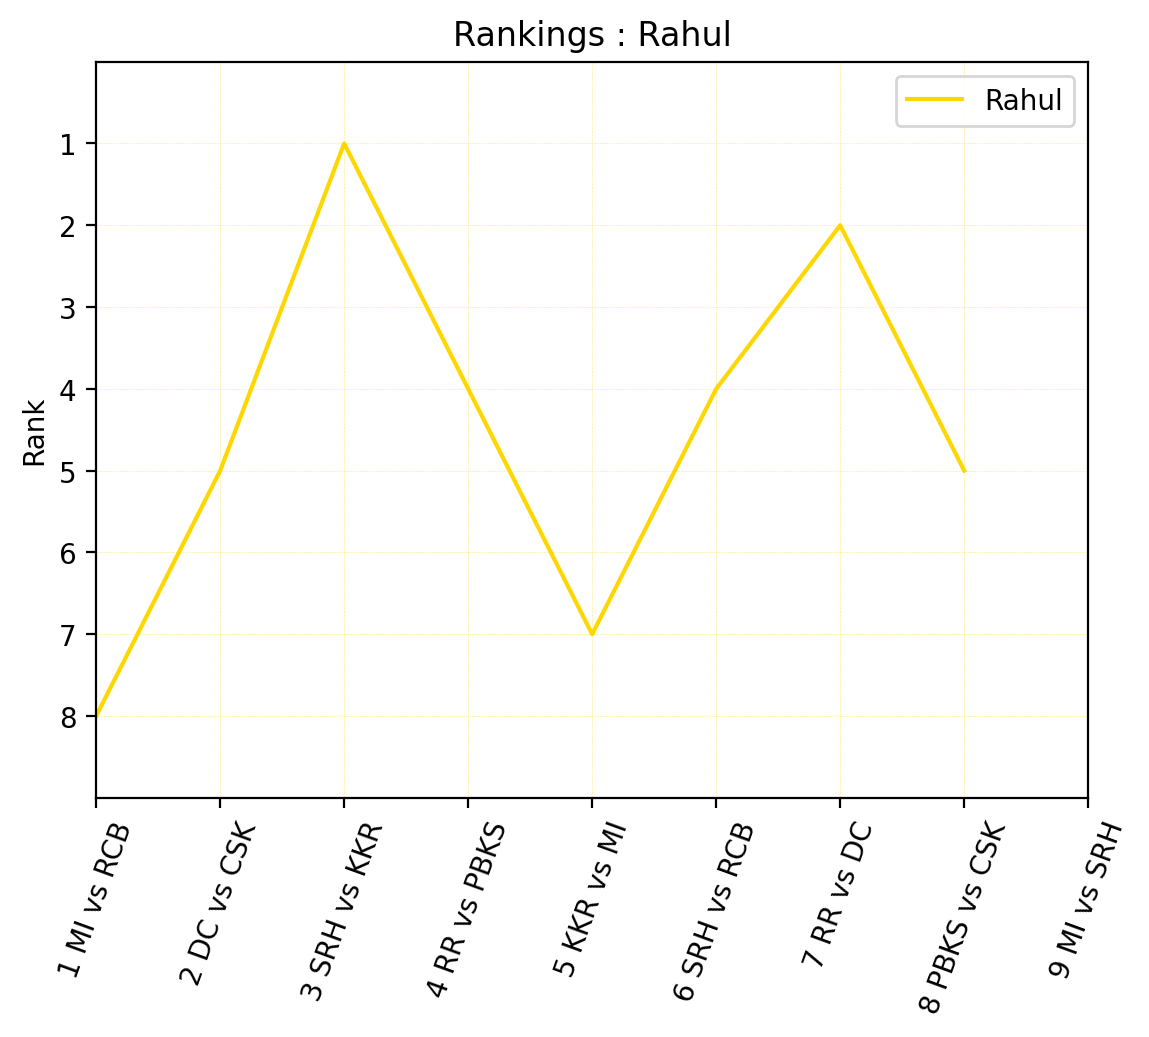 Rankings : Rahul
Rahul
Rank
1
2
3
4
5
6
7
8
1 MI vs RCB
2 DC vs CSK
3 SRH vs KKR
4 RR vs PBKS
5 KKR vs MI
6 SRH vs RCB
7 RR vs DC
8 PBKS vs CSK
9 MI vs SRH